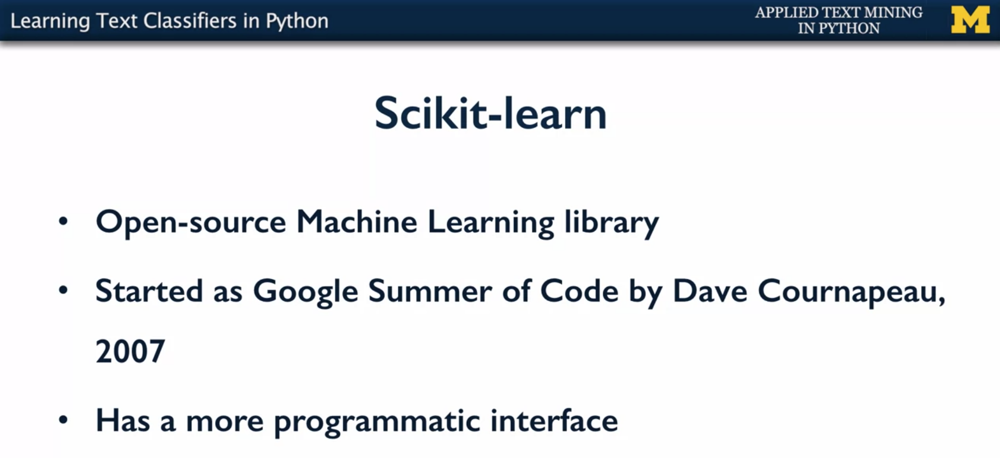 Learning Text Classifiers in Python
APPLIED TEXT MINING
IN PYTHON
M
Scikit-learn
• Open-source Machine Learning library
• Started as Google Summer of Code by Dave Cournapeau,
2007
• Has a more programmatic interface